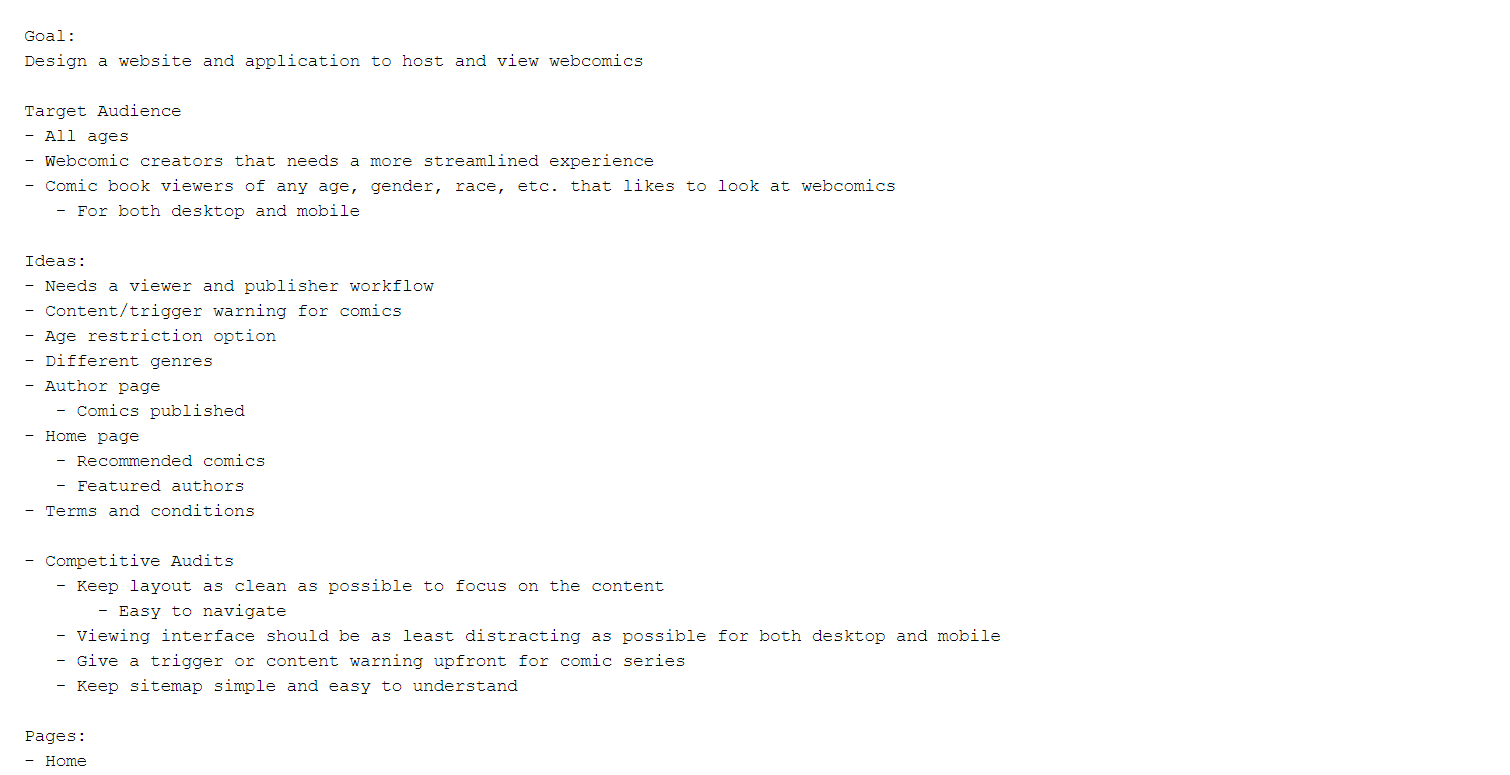 Goal:
Design a website and application to host and view webcomics
Target Audience
- All ages
- Webcomic creators that needs a more streamlined experience
- Comic book viewers of any age, gender, race, etc. that likes to look at webcomics
- For both desktop and mobile
Ideas:
- Needs a viewer and publisher workflow
- Content/trigger warning for comics
- Age restriction option
- Different genres
- Author page
- Comics published
- Home page
- Recommended comics
- Featured authors
- Terms and conditions
- Competitive Audits
- Keep layout as clean as possible to focus on the content
- Easy to navigate
- Viewing interface should be as least distracting as possible for both desktop and mobile
- Give a trigger or content warning upfront for comic series
- Keep sitemap simple and easy to understand
Pages:
- Home